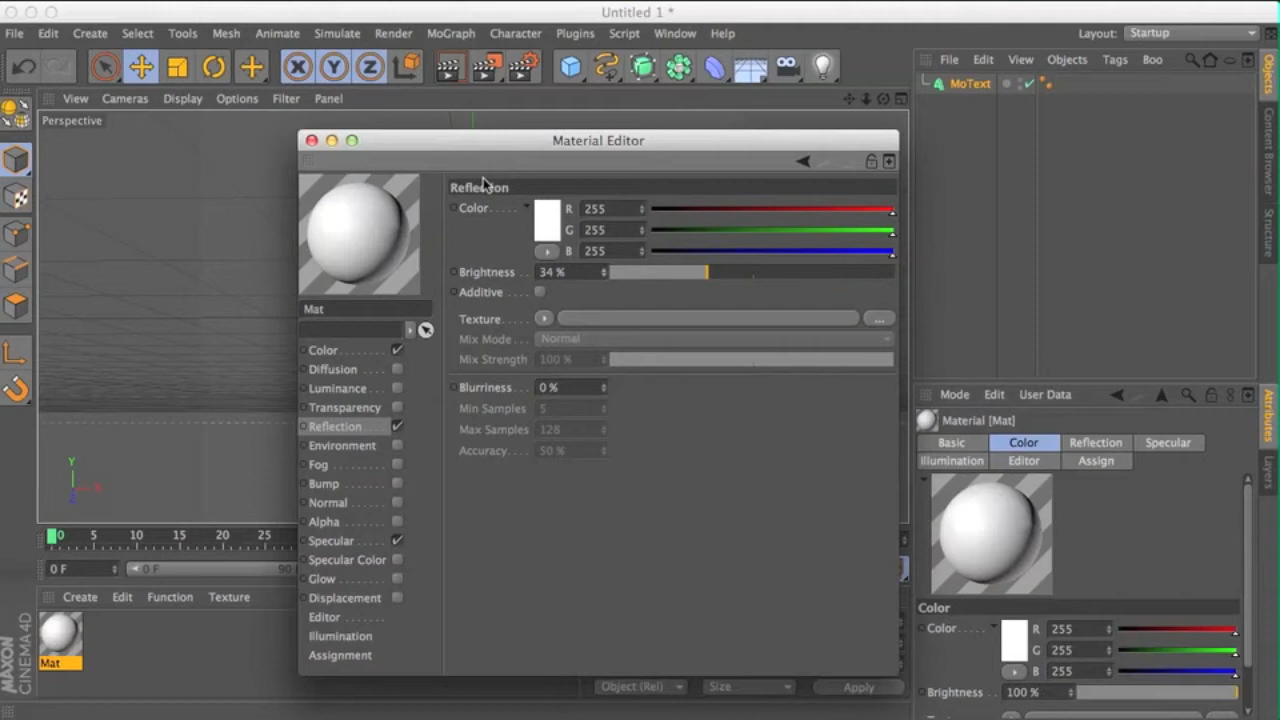 Untitled 1 *
File Edit Create Select Tools Mesh Animate Simulate Render MoGraph Character Plugins Script Window Help Layout: Startup
X Y Z
View Cameras Display Options Filter Panel
File Edit View Objects Tags Boo
Perspective
MoText
Objects
Content Browser
Structure
Material Editor
Reflection
Color R 255
G 255
B 255
Brightness 34 %
Additive
Texture ...
Mix Mode Normal
Mix Strength 100 %
Blurriness 0 %
Min Samples 5
Max Samples 128
Accuracy 50 %
Mat
Color
Diffusion
Luminance
Transparency
Reflection
Environment
Fog
Bump
Normal
Alpha
Specular
Specular Color
Glow
Displacement
Editor
Illumination
Assignment
Y
X
Z
0 5 10 15 20 25
0 F 0 F 90
Create Edit Function Texture
Mat
MAXON
CINEMA 4D
Object (Rel) Size Apply
Mode Edit User Data
Attributes
Layers
Material [Mat]
Basic Color Reflection Specular
Illumination Editor Assign
Color
Color R 255
G 255
B 255
Brightness 100 %